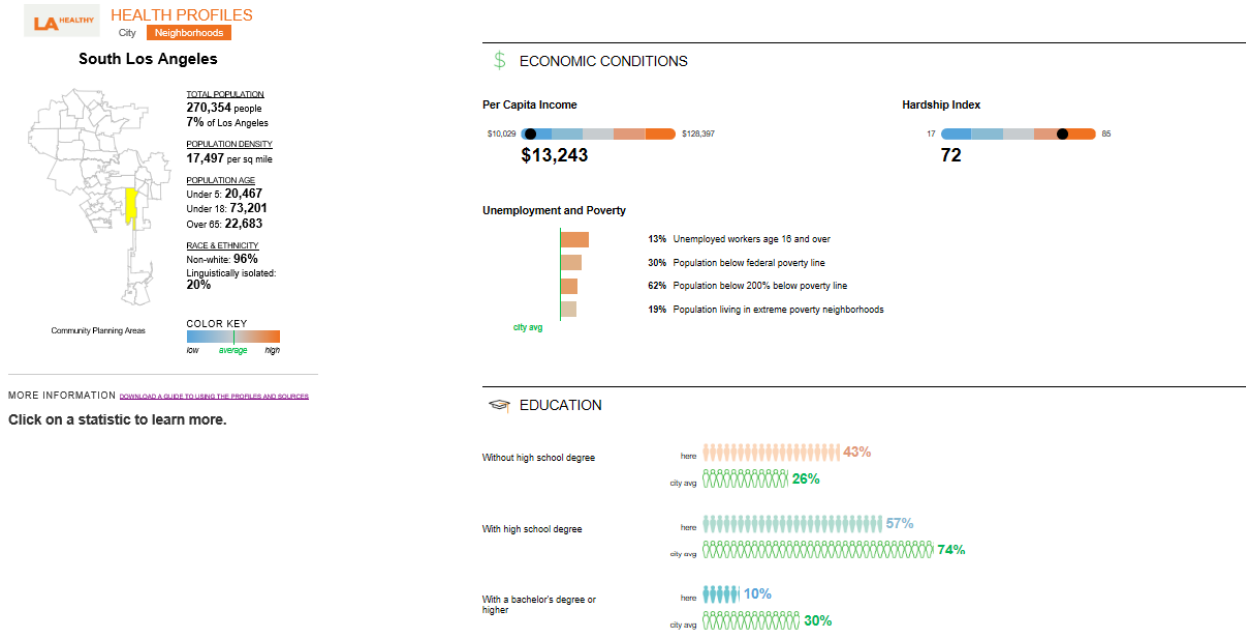 LA HEALTHY
HEALTH PROFILES
City Neighborhoods
South Los Angeles
TOTAL POPULATION
270,354 people
7% of Los Angeles
POPULATION DENSITY
17,497 per sq mile
POPULATION AGE
Under 5: 20,467
Under 18: 73,201
Over 65: 22,683
RACE & ETHNICITY
Non-white: 96%
Linguistically isolated:
20%
Community Planning Areas
COLOR KEY
low average high
MORE INFORMATION DOWNLOAD A GUIDE TO USING THE PROFILES AND SOURCES
Click on a statistic to learn more.
$ ECONOMIC CONDITIONS
Per Capita Income
$10,029 $128,397
$13,243
Hardship Index
17 85
72
Unemployment and Poverty
13% Unemployed workers age 16 and over
30% Population below federal poverty line
62% Population below 200% below poverty line
19% Population living in extreme poverty neighborhoods
city avg
EDUCATION
Without high school degree
here 43%
city avg 26%
With high school degree
here 57%
city avg 74%
With a bachelor's degree or
higher
here 10%
city avg 30%